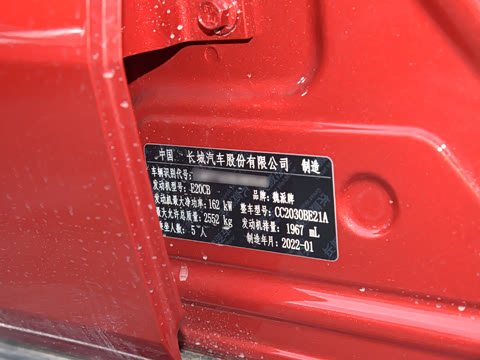 中国 长城汽车股份有限公司 制造
车辆识别代号:
发动机型号: E20CB 品牌: 魏派牌
发动机最大净功率: 162 kW 整车型号: CC2030BE21A
最大允许总质量: 2552 kg 发动机排量: 1967 mL
乘坐人数: 5 人 制造年月: 2022-01